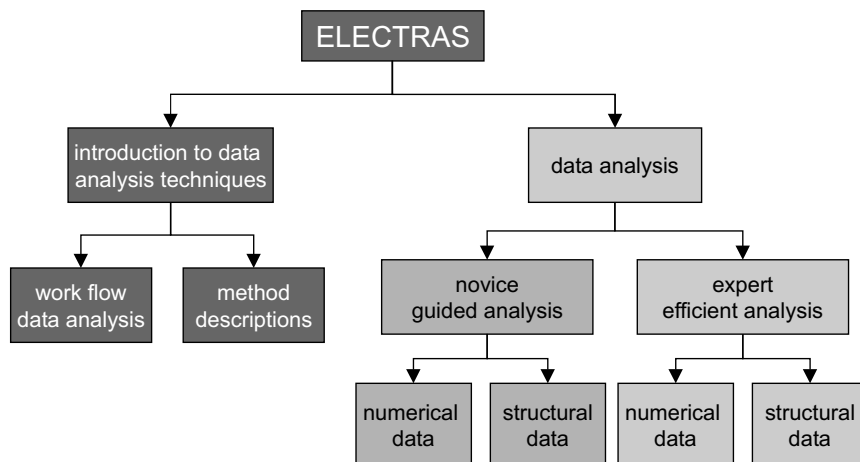 ELECTRAS
introduction to data
analysis techniques
data analysis
work flow
data analysis
method
descriptions
novice
guided analysis
expert
efficient analysis
numerical
data
structural
data
numerical
data
structural
data